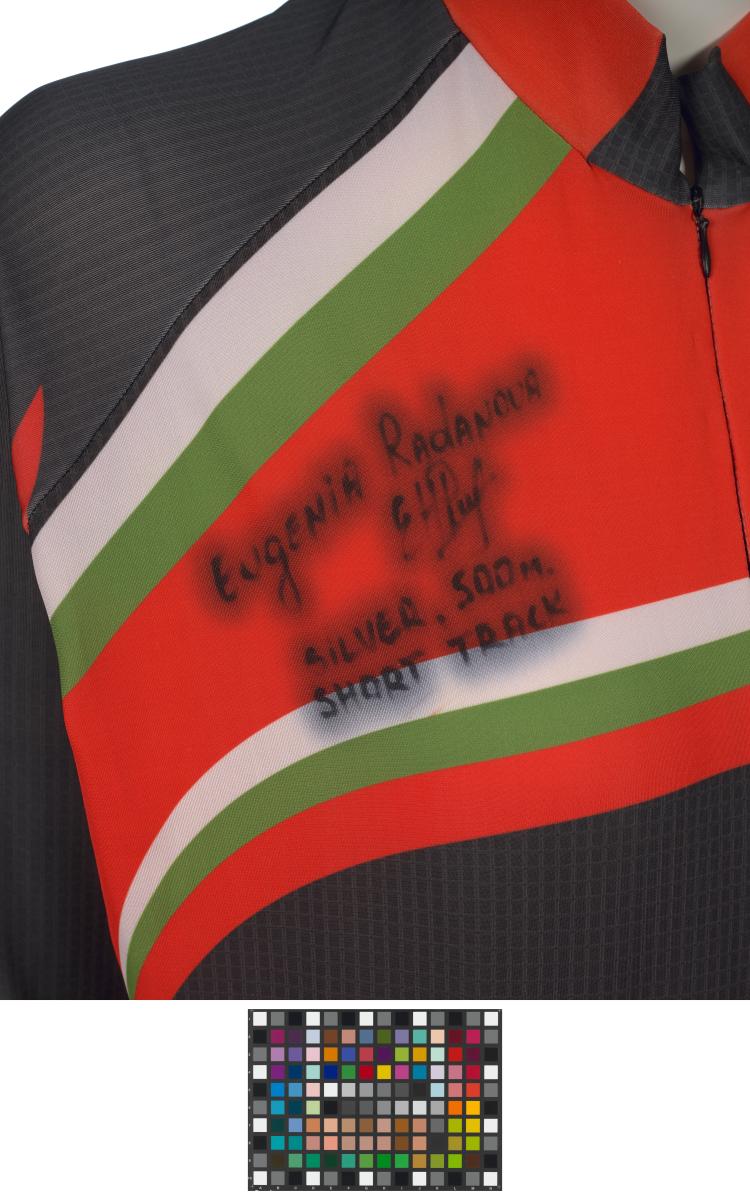 EugeniA RadANOVA
SILVER. 500m.
SHORT TRACK